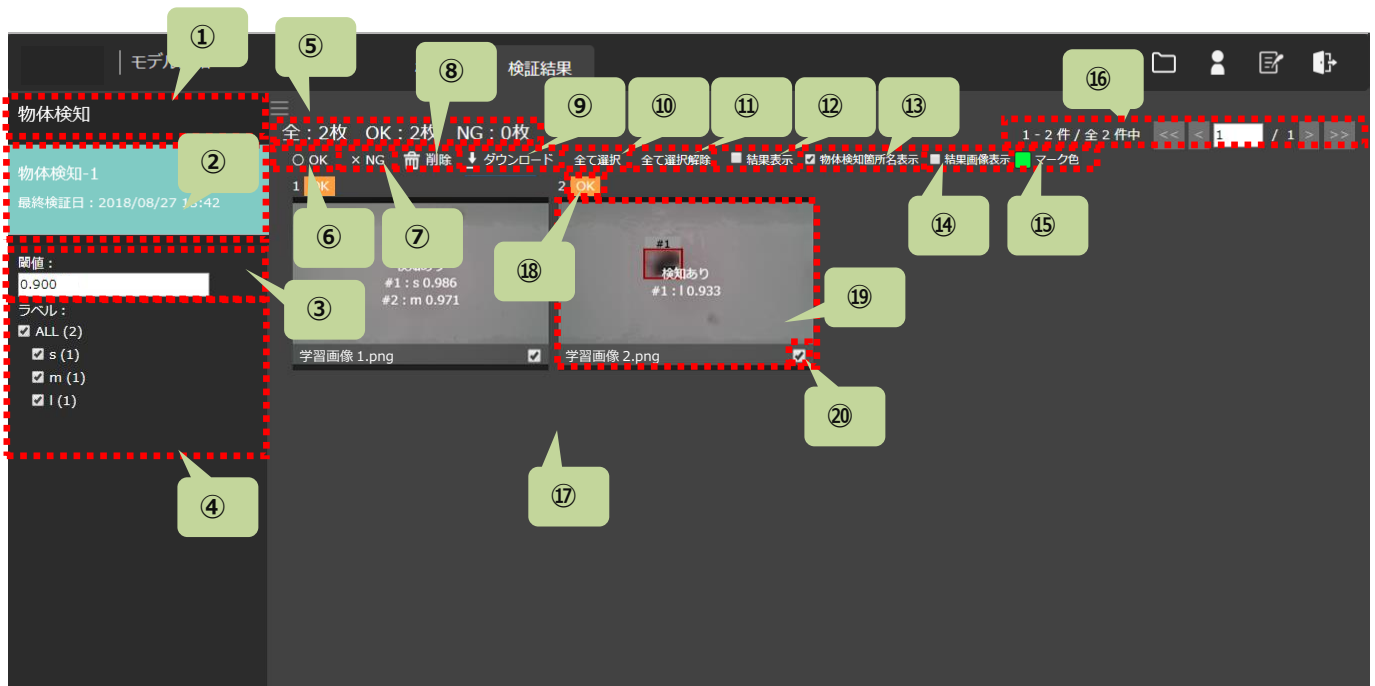 ①
⑤
モデル
⑧
検証結果
⑯
⑨
⑩
⑪
⑫
⑬
物体検知
全：2枚 OK：2枚 NG：0枚
1 - 2 件 / 全 2 件中 << < 1 / 1 > >>
②
○ OK × NG 削除 ダウンロード 全て選択 全て選択解除 結果表示 物体検知箇所名表示 結果画像表示 マーク色
物体検知-1
1 OK
2 OK
最終検証日：2018/08/27
⑥
⑦
⑱
⑭
⑮
閾値：
0.900
③
検知あり
#1 : s 0.986
#2 : m 0.971
#1
検知あり
#1 : l 0.933
⑲
ラベル：
ALL (2)
s (1)
m (1)
l (1)
学習画像 1.png
学習画像 2.png
⑳
④
⑰